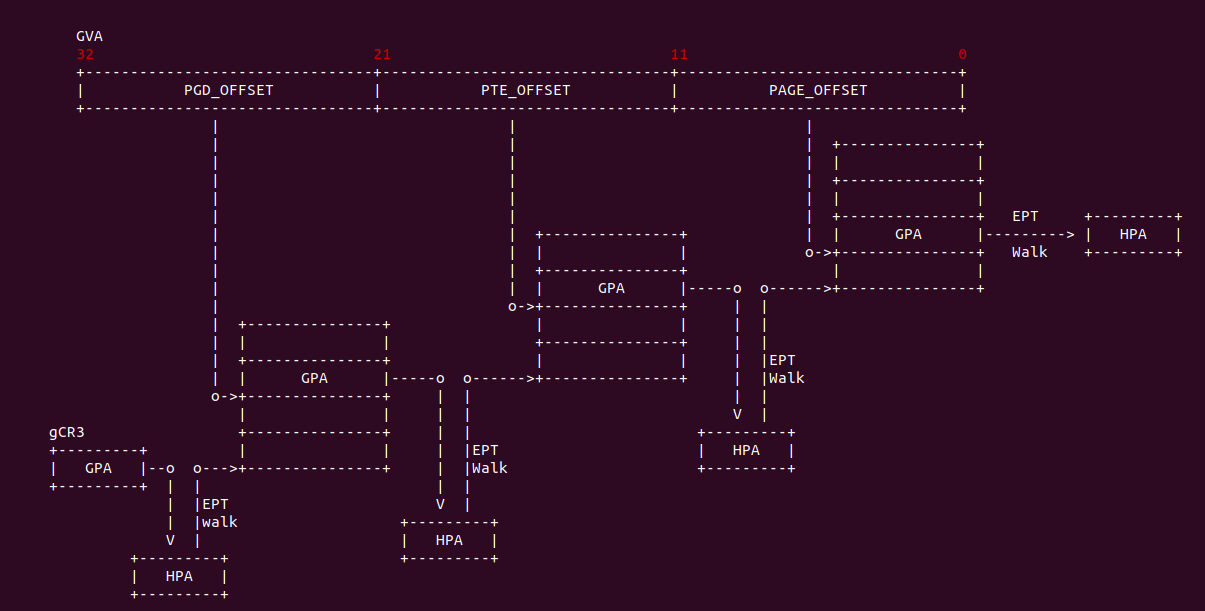 GVA
32 21 11 0
PGD_OFFSET PTE_OFFSET PAGE_OFFSET
EPT
GPA HPA
Walk
GPA
EPT
GPA Walk
gCR3
EPT HPA
GPA Walk
EPT
walk
HPA
HPA